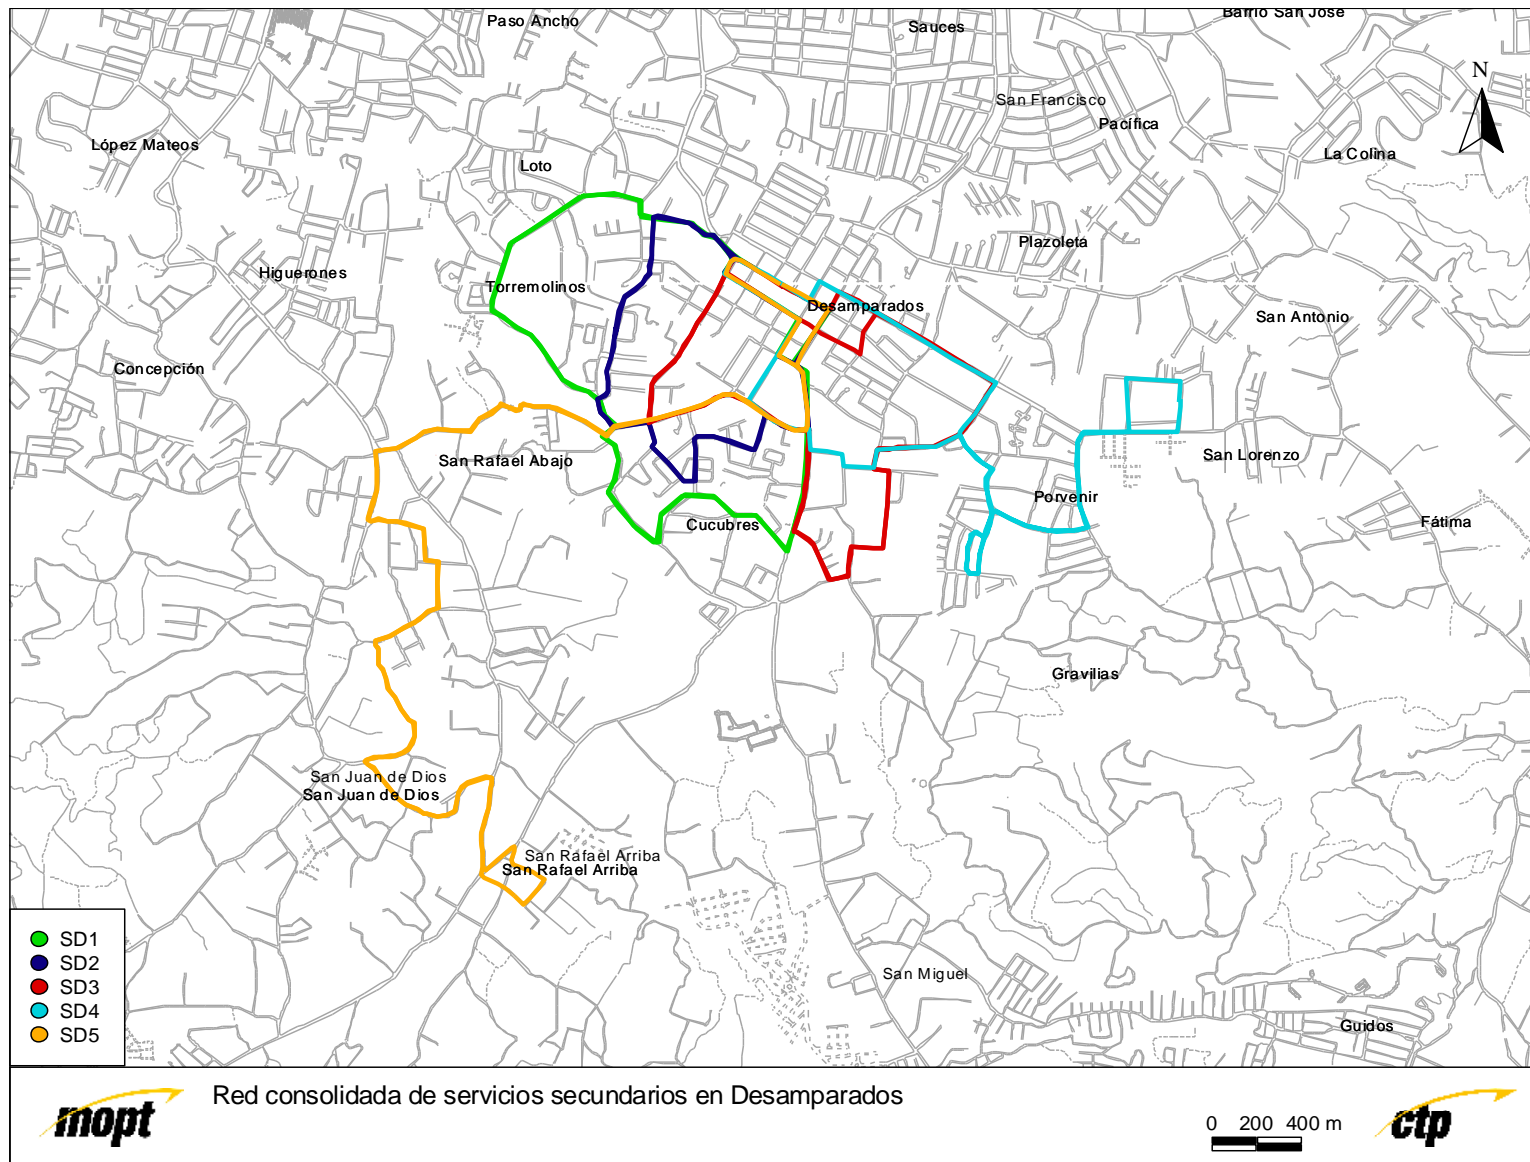 Paso Ancho
Sauces
Barrio San José
N
San Francisco
Pacífica
López Mateos
La Colina
Loto
Plazoleta
Higuerones
Torremolinos
Desamparados
San Antonio
Concepción
San Rafael Abajo
San Lorenzo
Porvenir
Cucubres
Fátima
Gravilias
San Juan de Dios
San Juan de Dios
San Rafael Arriba
San Rafael Arriba
San Miguel
Guidos
SD1
SD2
SD3
SD4
SD5
mopt
Red consolidada de servicios secundarios en Desamparados
0 200 400 m
ctp